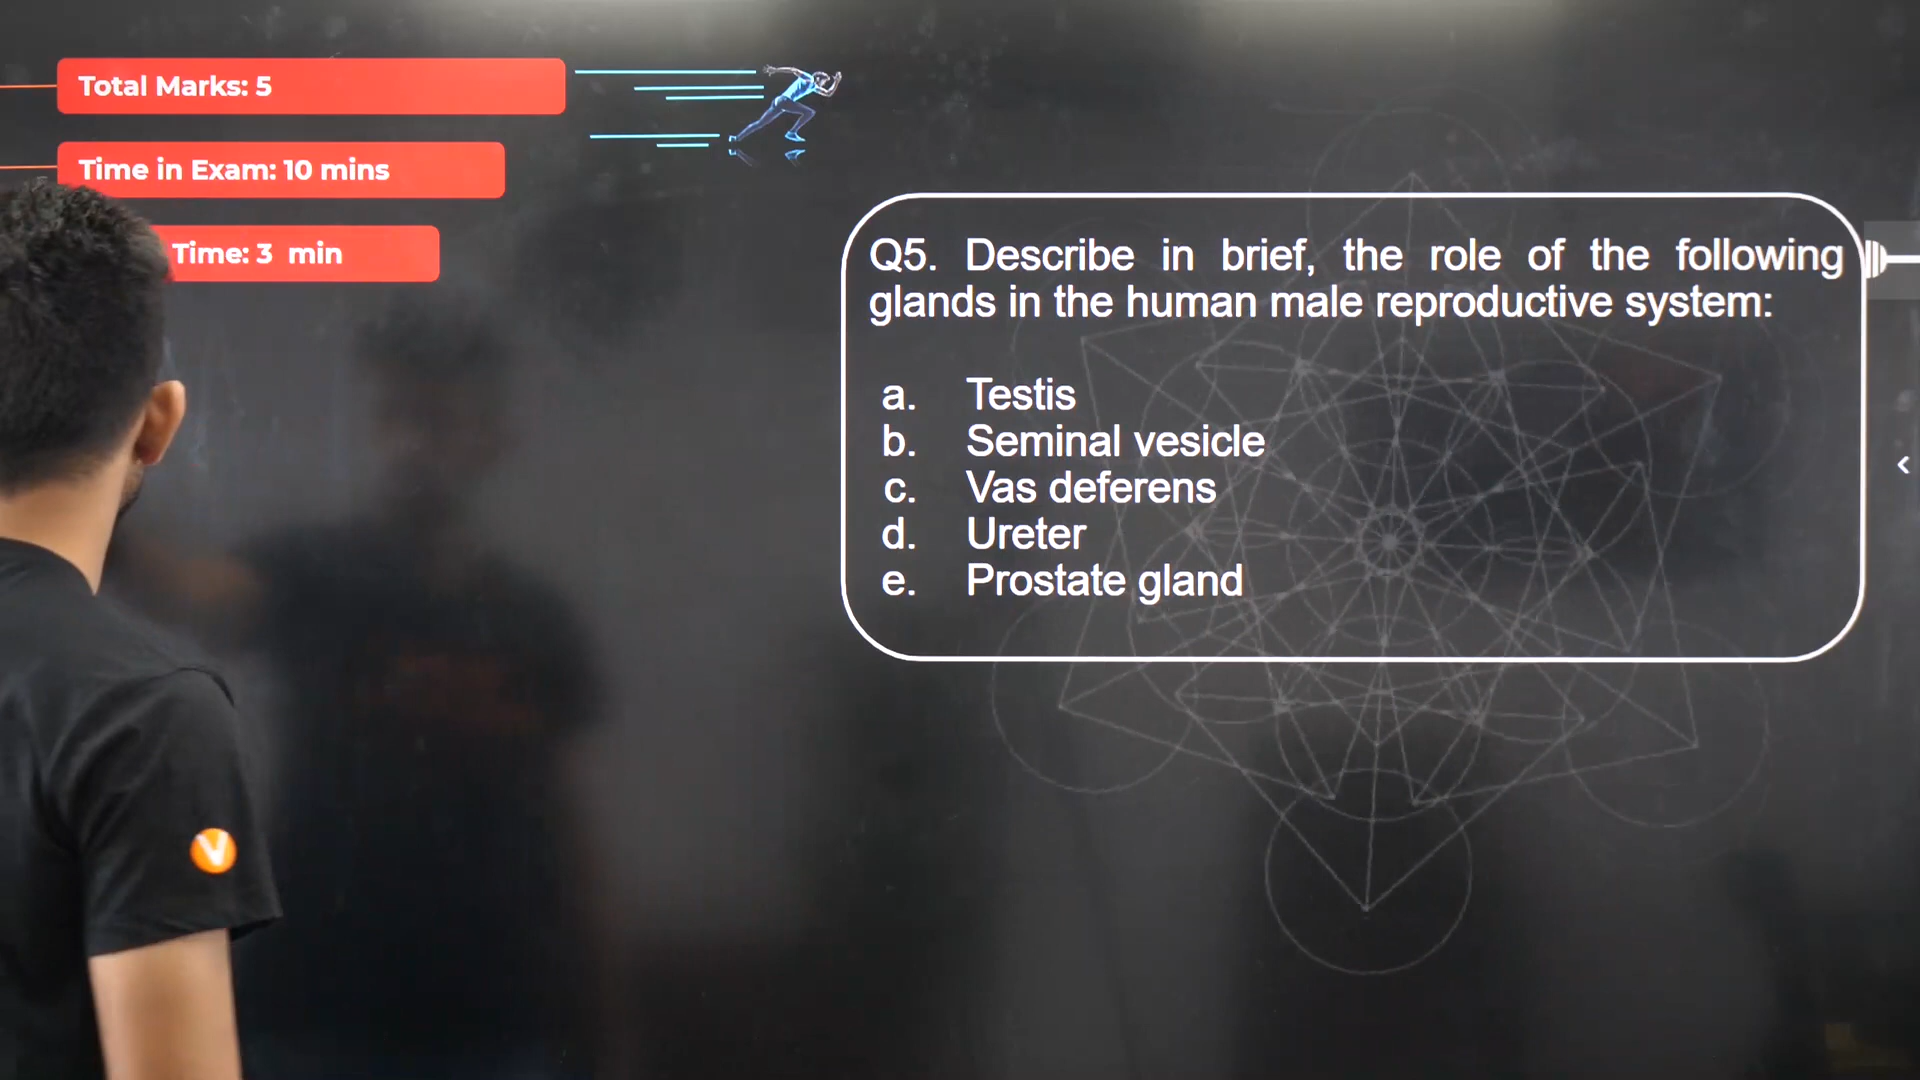 Total Marks: 5
Time in Exam: 10 mins
Time: 3 min
Q5. Describe in brief, the role of the following
glands in the human male reproductive system:
a. Testis
b. Seminal vesicle
c. Vas deferens
d. Ureter
e. Prostate gland
V